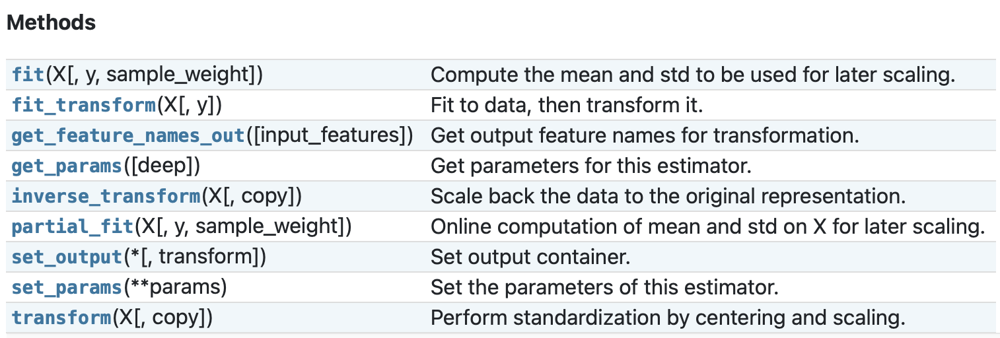 Methods
fit(X[, y, sample_weight]) Compute the mean and std to be used for later scaling.
fit_transform(X[, y]) Fit to data, then transform it.
get_feature_names_out([input_features]) Get output feature names for transformation.
get_params([deep]) Get parameters for this estimator.
inverse_transform(X[, copy]) Scale back the data to the original representation.
partial_fit(X[, y, sample_weight]) Online computation of mean and std on X for later scaling.
set_output(*[, transform]) Set output container.
set_params(**params) Set the parameters of this estimator.
transform(X[, copy]) Perform standardization by centering and scaling.